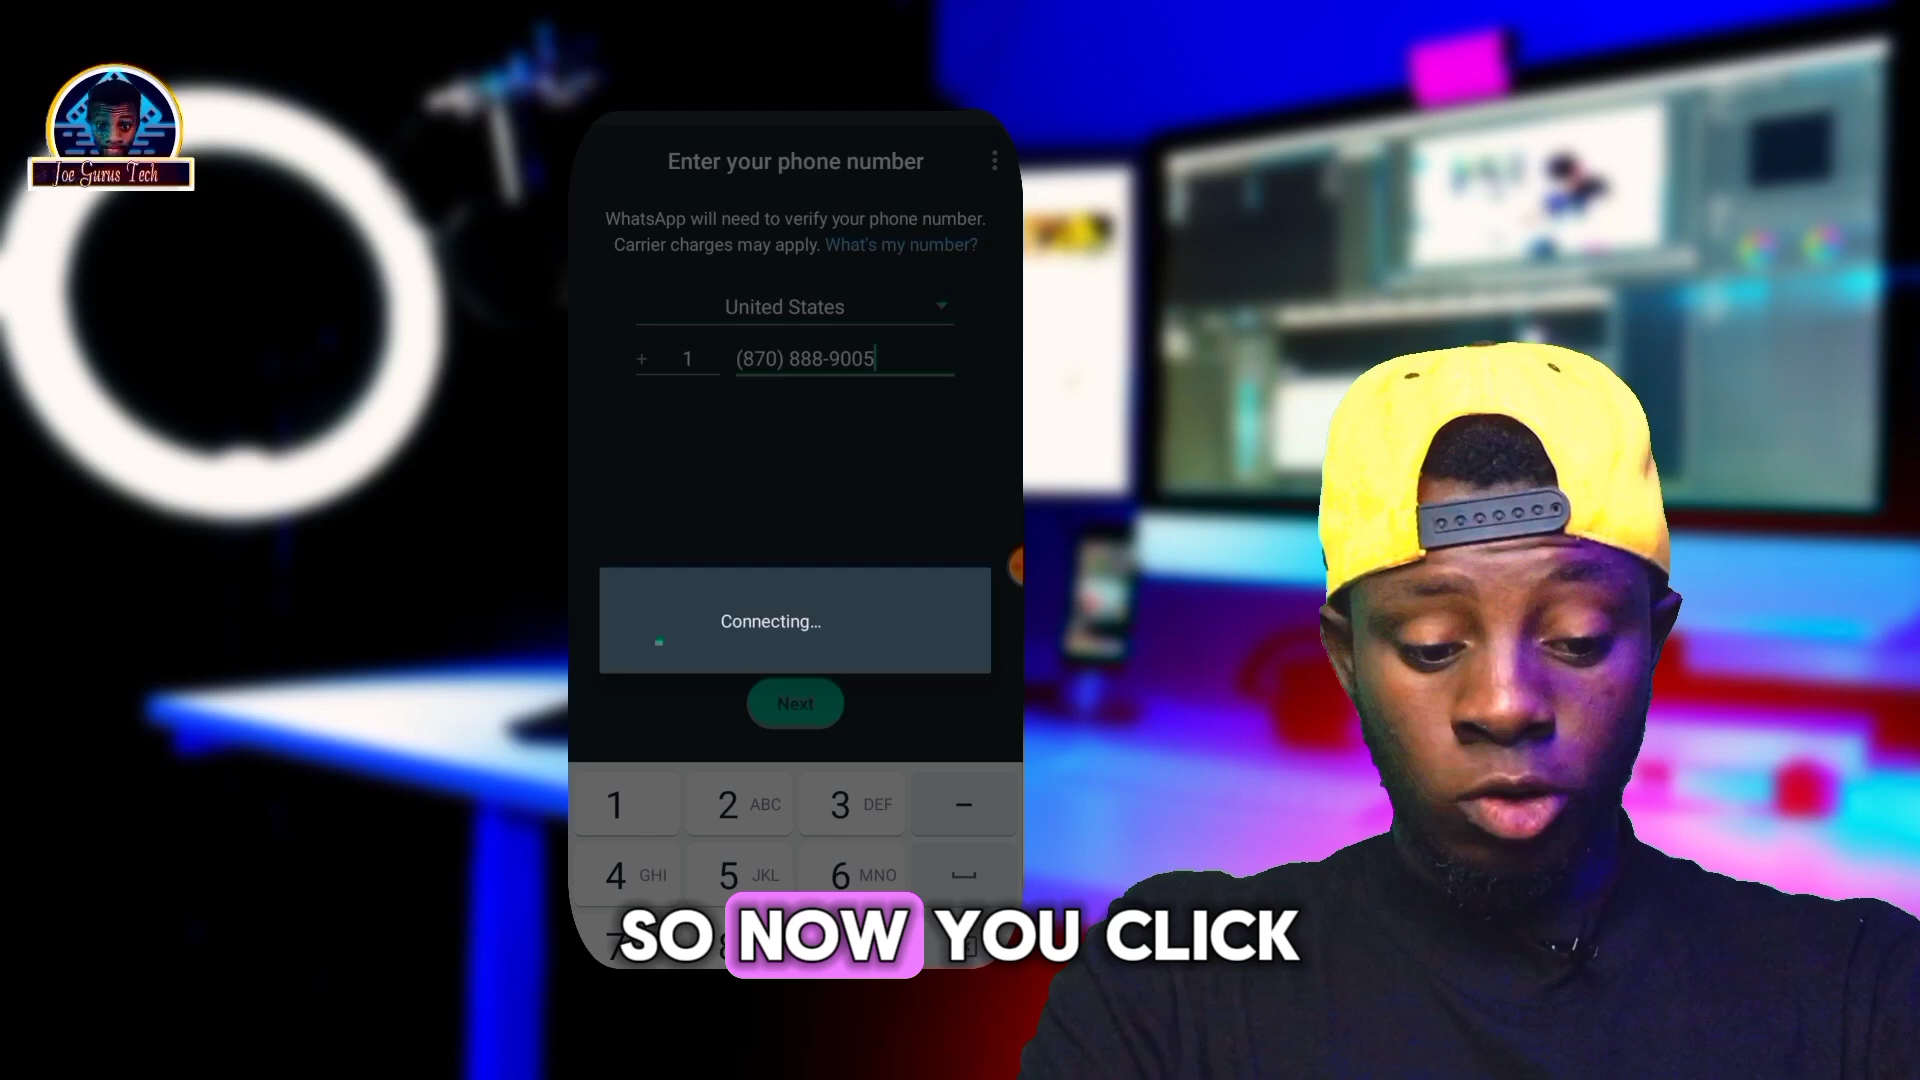 Joe Gurus Tech
Enter your phone number
WhatsApp will need to verify your phone number.
Carrier charges may apply. What's my number?
United States
+ 1 (870) 888-9005
Connecting...
Next
1 2 ABC 3 DEF –
4 GHI 5 JKL 6 MNO
7
SO NOW YOU CLICK